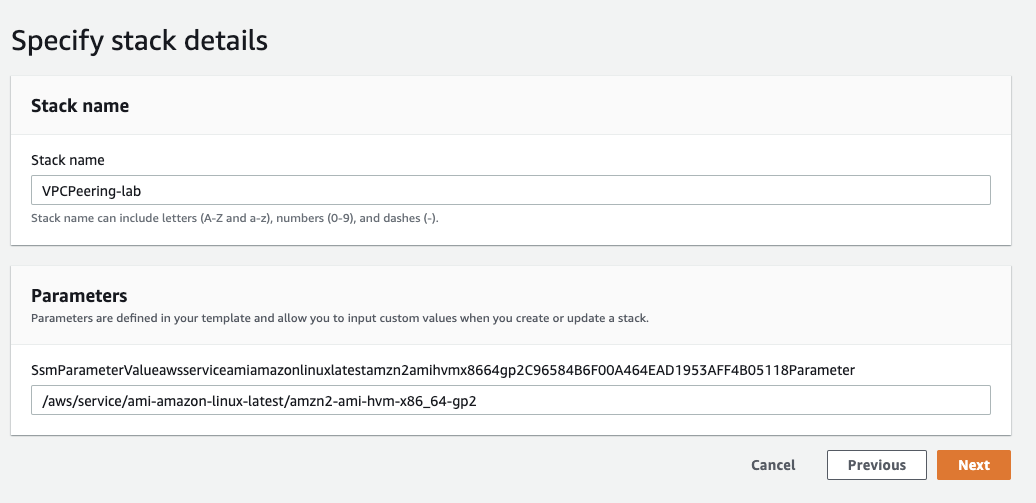 Specify stack details
Stack name
Stack name
VPCPeering-lab
Stack name can include letters (A-Z and a-z), numbers (0-9), and dashes (-).
Parameters
Parameters are defined in your template and allow you to input custom values when you create or update a stack.
SsmParameterValueawsserviceamiamazonlinuxlatestamzn2amihvmx8664gp2C96584B6F00A464EAD1953AFF4B05118Parameter
/aws/service/ami-amazon-linux-latest/amzn2-ami-hvm-x86_64-gp2
Cancel Previous Next